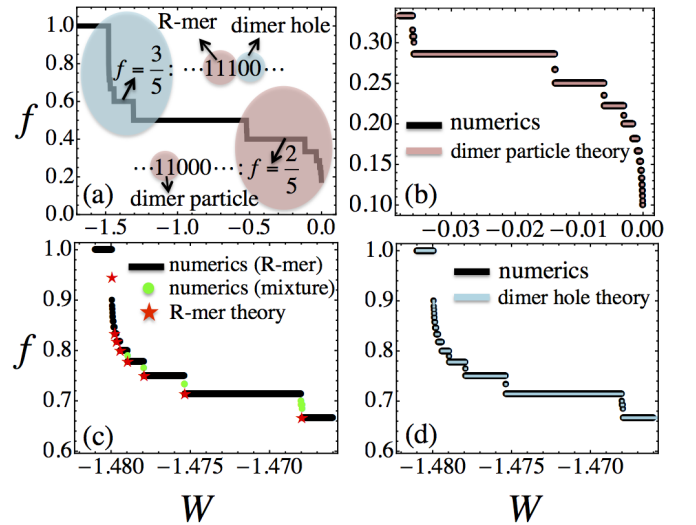 R-mer dimer hole
1.0
0.8
0.6
0.4
0.2
0.0
f
f = 3/5 : ⋯11100⋯
⋯11000⋯ : f = 2/5
dimer particle
(a)
−1.5 −1.0 −0.5 0.0
0.30
0.25
0.20
0.15
0.10
numerics
dimer particle theory
(b)
−0.03 −0.01 0.00
1.0
0.9
0.8
0.7
0.6
f
numerics (R-mer)
numerics (mixture)
R-mer theory
(c)
−1.480 −1.475 −1.470
W
1.0
0.9
0.8
0.7
0.6
numerics
dimer hole theory
(d)
−1.480 −1.475 −1.470
W